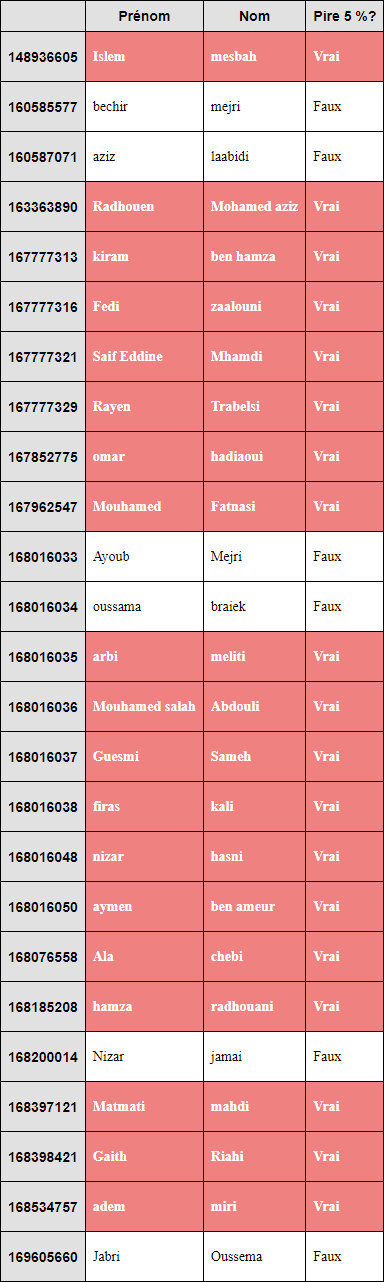 Prénom Nom Pire 5 %?
148936605 Islem mesbah Vrai
160585577 bechir mejri Faux
160587071 aziz laabidi Faux
163363890 Radhouen Mohamed aziz Vrai
167777313 kiram ben hamza Vrai
167777316 Fedi zaalouni Vrai
167777321 Saif Eddine Mhamdi Vrai
167777329 Rayen Trabelsi Vrai
167852775 omar hadiaoui Vrai
167962547 Mouhamed Fatnasi Vrai
168016033 Ayoub Mejri Faux
168016034 oussama braiek Faux
168016035 arbi meliti Vrai
168016036 Mouhamed salah Abdouli Vrai
168016037 Guesmi Sameh Vrai
168016038 firas kali Vrai
168016048 nizar hasni Vrai
168016050 aymen ben ameur Vrai
168076558 Ala chebi Vrai
168185208 hamza radhouani Vrai
168200014 Nizar jamai Faux
168397121 Matmati mahdi Vrai
168398421 Gaith Riahi Vrai
168534757 adem miri Vrai
169605660 Jabri Oussema Faux